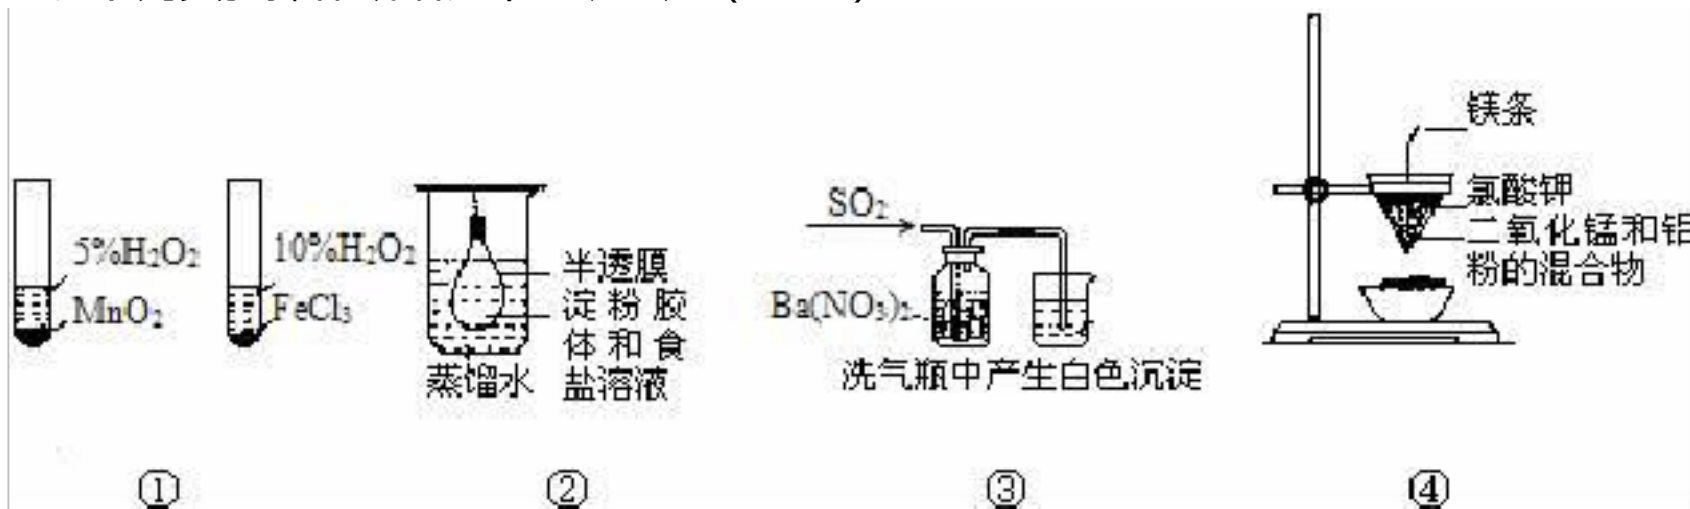 5%H₂O₂
MnO₂
10%H₂O₂
FeCl₃
半透膜
淀粉胶
体和食
盐溶液
蒸馏水
SO₂
Ba(NO₃)₂
洗气瓶中产生白色沉淀
镁条
氯酸钾
二氧化锰和铝
粉的混合物
① ② ③ ④